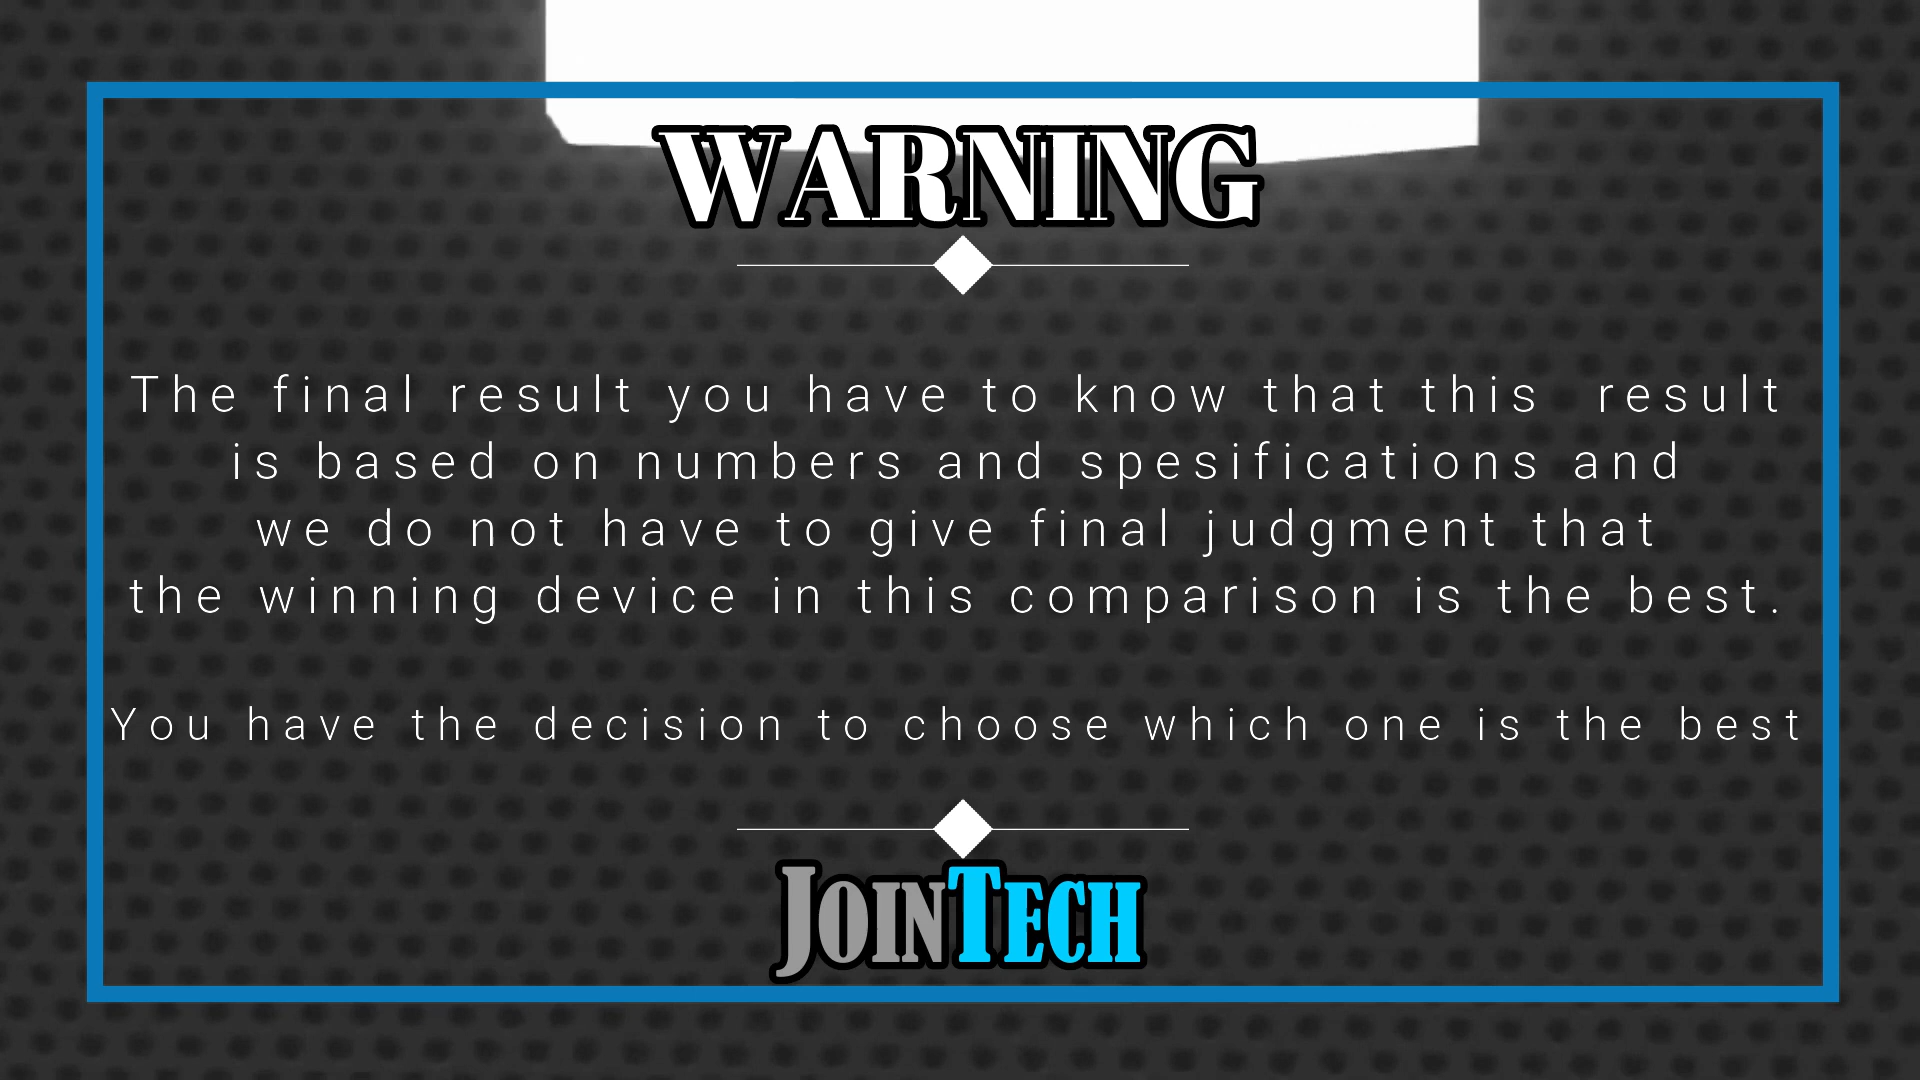 WARNING
The final result you have to know that this result
is based on numbers and spesifications and
we do not have to give final judgment that
the winning device in this comparison is the best.
You have the decision to choose which one is the best
JOINTECH